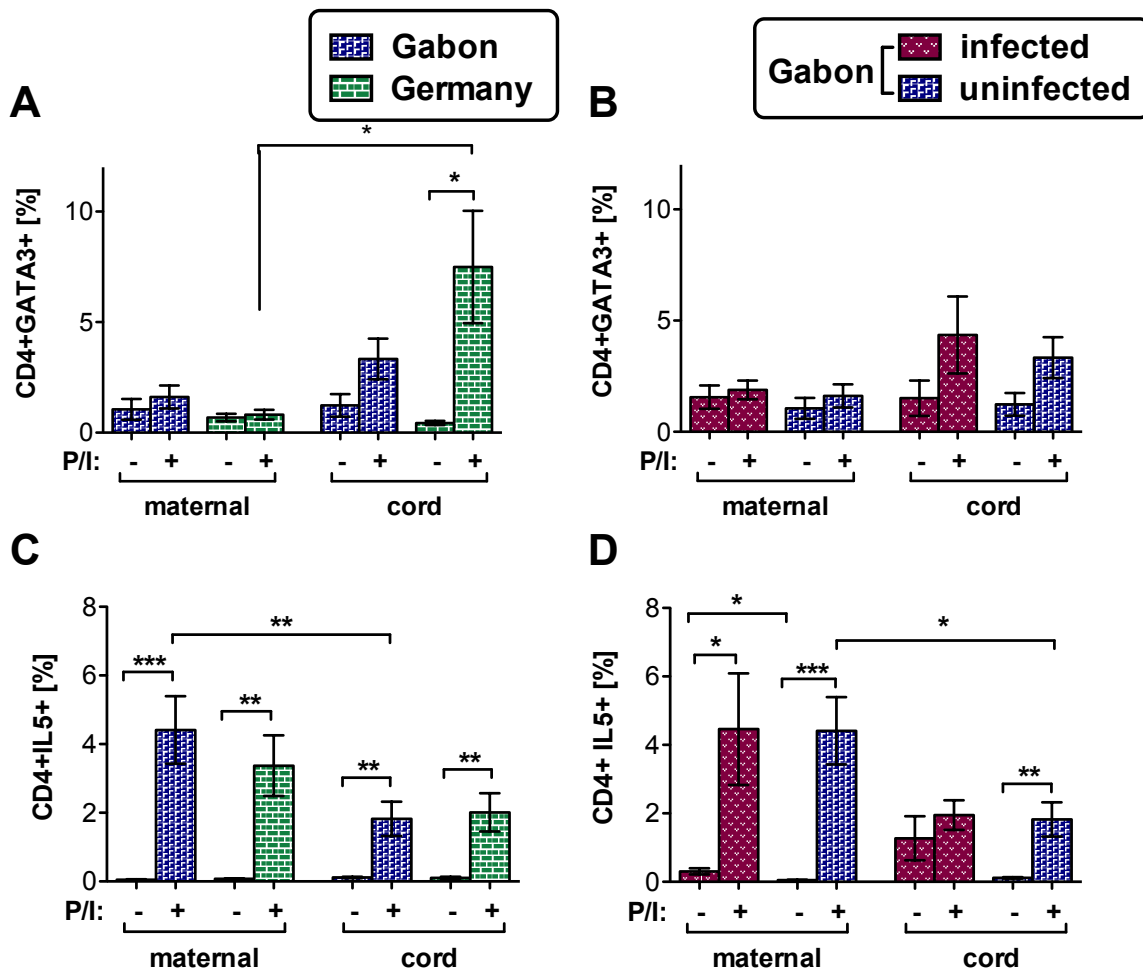 Gabon
Germany
Gabon
infected
uninfected
A
*
*
CD4+GATA3+ [%]
10
5
0
P/I: - + - + - + - +
maternal cord
B
CD4+GATA3+ [%]
10
5
0
P/I: - + - + - + - +
maternal cord
C
**
***
**
**
**
CD4+IL5+ [%]
8
6
4
2
0
P/I: - + - + - + - +
maternal cord
D
*
*
*
***
**
CD4+ IL5+ [%]
8
6
4
2
0
P/I: - + - + - + - +
maternal cord